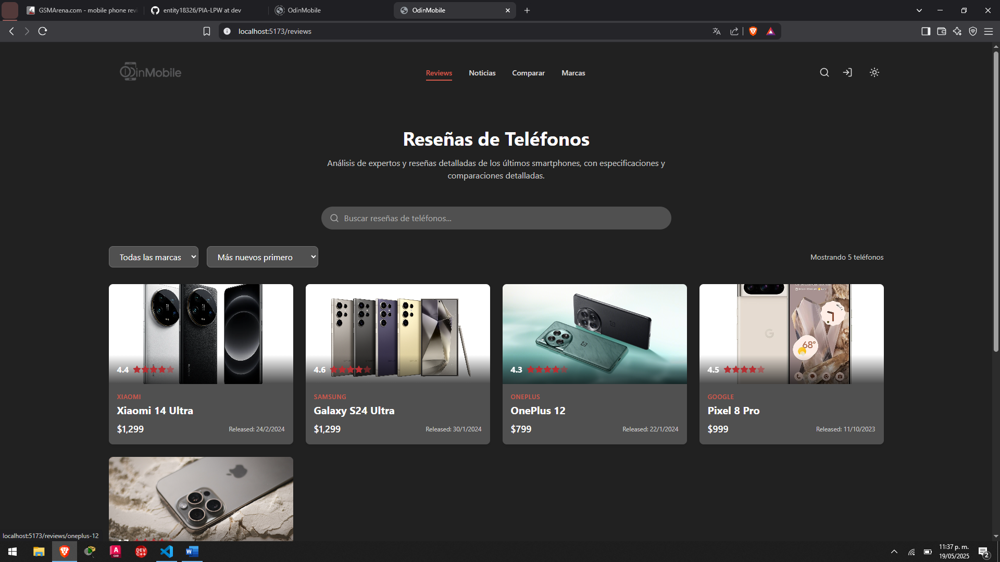 GSMArena.com - mobile phone revi
entity18326/PIA-LPW at dev
OdinMobile
OdinMobile
localhost:5173/reviews
OdinMobile
Reviews
Noticias
Comparar
Marcas
Reseñas de Teléfonos
Análisis de expertos y reseñas detalladas de los últimos smartphones, con especificaciones y
comparaciones detalladas.
Buscar reseñas de teléfonos...
Todas las marcas
Más nuevos primero
Mostrando 5 teléfonos
4.4
4.6
4.3
4.5
68°
G
XIAOMI
Xiaomi 14 Ultra
$1,299
Released: 24/2/2024
SAMSUNG
Galaxy S24 Ultra
$1,299
Released: 30/1/2024
ONEPLUS
OnePlus 12
$799
Released: 22/1/2024
GOOGLE
Pixel 8 Pro
$999
Released: 11/10/2023
localhost:5173/reviews/oneplus-12
A
CAD
DEV
C++
W
11:37 p. m.
19/05/2025
2